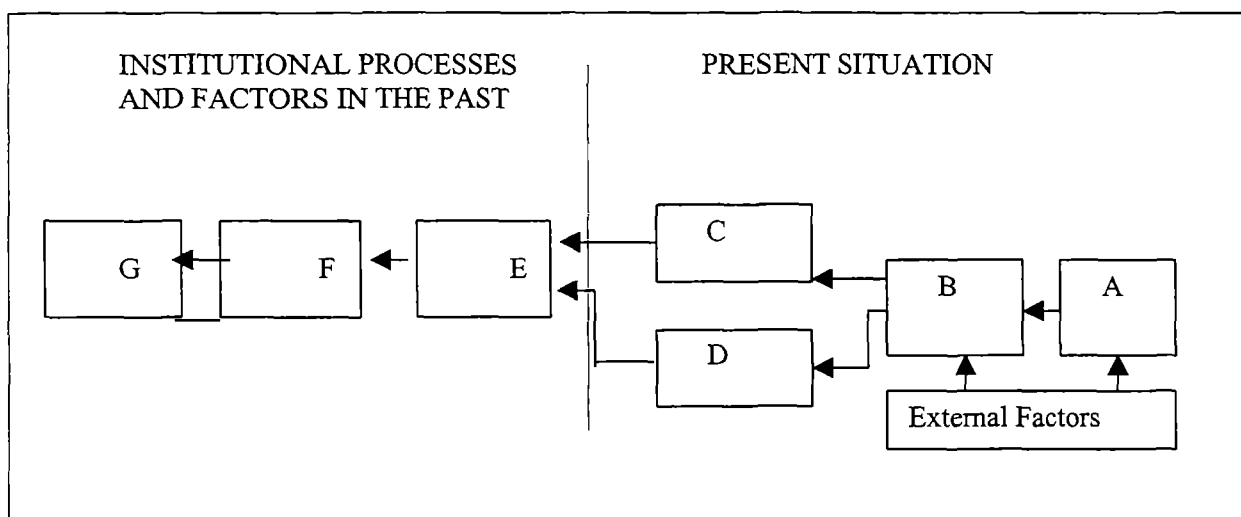 INSTITUTIONAL PROCESSES
AND FACTORS IN THE PAST
PRESENT SITUATION
G
F
E
C
D
B
A
External Factors